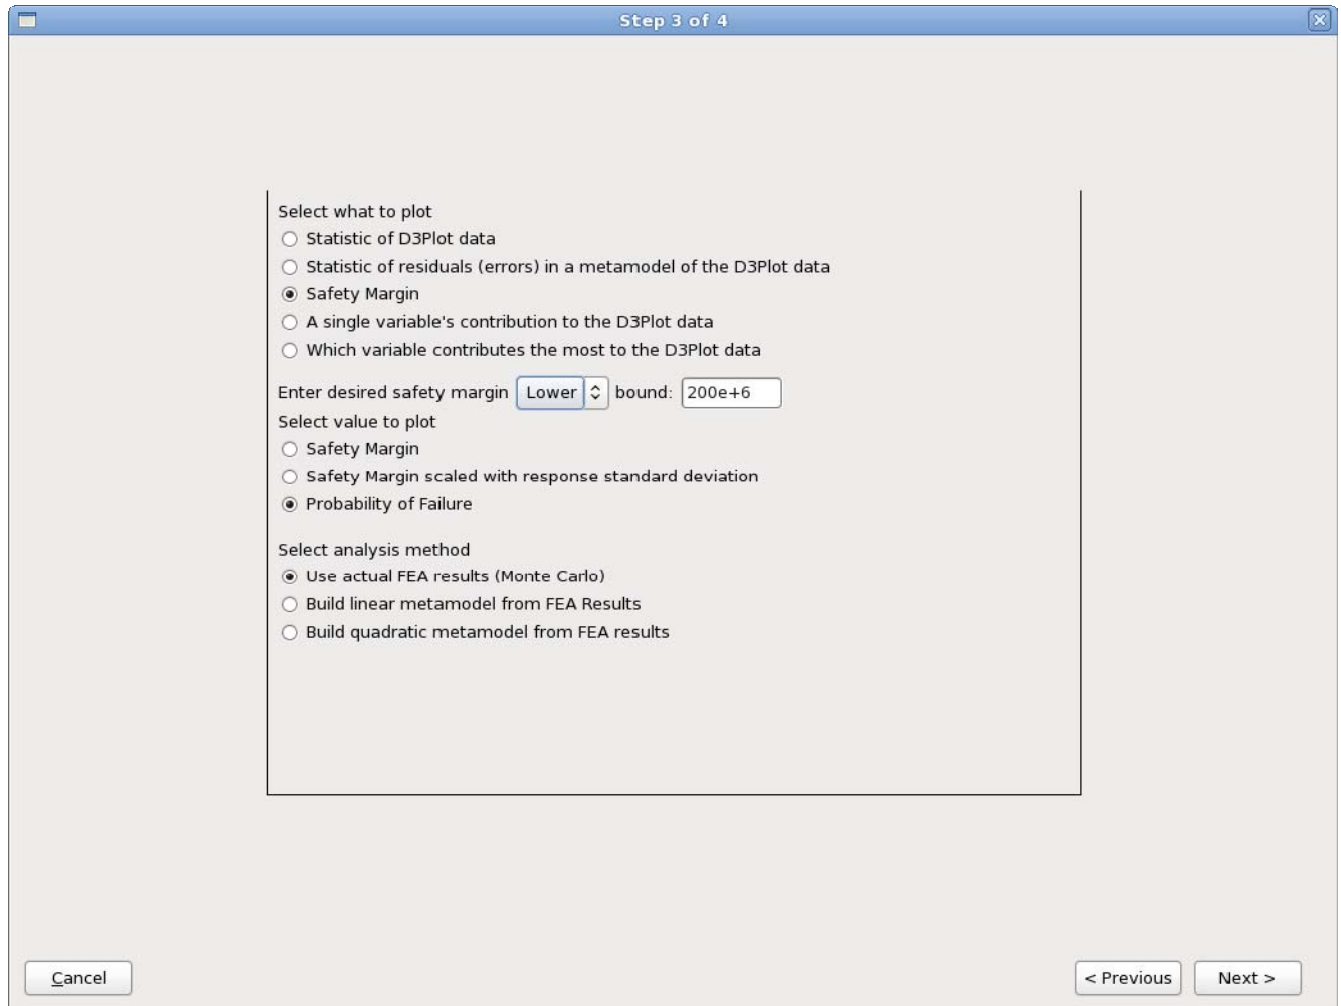 Step 3 of 4
Select what to plot
Statistic of D3Plot data
Statistic of residuals (errors) in a metamodel of the D3Plot data
Safety Margin
A single variable's contribution to the D3Plot data
Which variable contributes the most to the D3Plot data
Enter desired safety margin Lower bound: 200e+6
Select value to plot
Safety Margin
Safety Margin scaled with response standard deviation
Probability of Failure
Select analysis method
Use actual FEA results (Monte Carlo)
Build linear metamodel from FEA Results
Build quadratic metamodel from FEA results
Cancel < Previous Next >